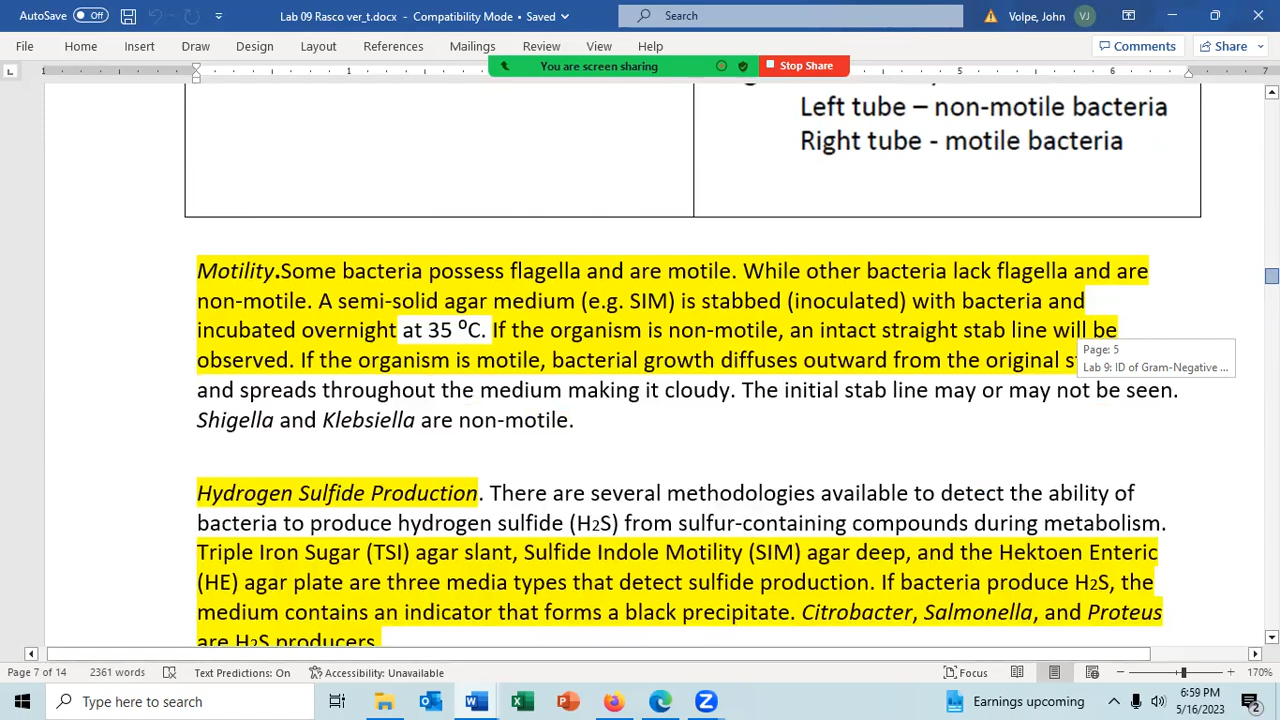 AutoSave Off Lab 09 Rasco ver_t.docx - Compatibility Mode • Saved Search Volpe, John VJ
File Home Insert Draw Design Layout References Mailings Review View Help Comments Share
You are screen sharing Stop Share
1 1 5 6 7
Left tube – non-motile bacteria
Right tube - motile bacteria
Motility.Some bacteria possess flagella and are motile. While other bacteria lack flagella and are
non-motile. A semi-solid agar medium (e.g. SIM) is stabbed (inoculated) with bacteria and
incubated overnight at 35 ⁰C. If the organism is non-motile, an intact straight stab line will be
observed. If the organism is motile, bacterial growth diffuses outward from the original
and spreads throughout the medium making it cloudy. The initial stab line may or may not be seen.
Shigella and Klebsiella are non-motile.
Page: 5
Lab 9: ID of Gram-Negative ...
Hydrogen Sulfide Production. There are several methodologies available to detect the ability of
bacteria to produce hydrogen sulfide (H2S) from sulfur-containing compounds during metabolism.
Triple Iron Sugar (TSI) agar slant, Sulfide Indole Motility (SIM) agar deep, and the Hektoen Enteric
(HE) agar plate are three media types that detect sulfide production. If bacteria produce H2S, the
medium contains an indicator that forms a black precipitate. Citrobacter, Salmonella, and Proteus
are H2S producers.
Page 7 of 14 2361 words Text Predictions: On Accessibility: Unavailable Focus 170%
Type here to search Earnings upcoming 6:59 PM
5/16/2023 2